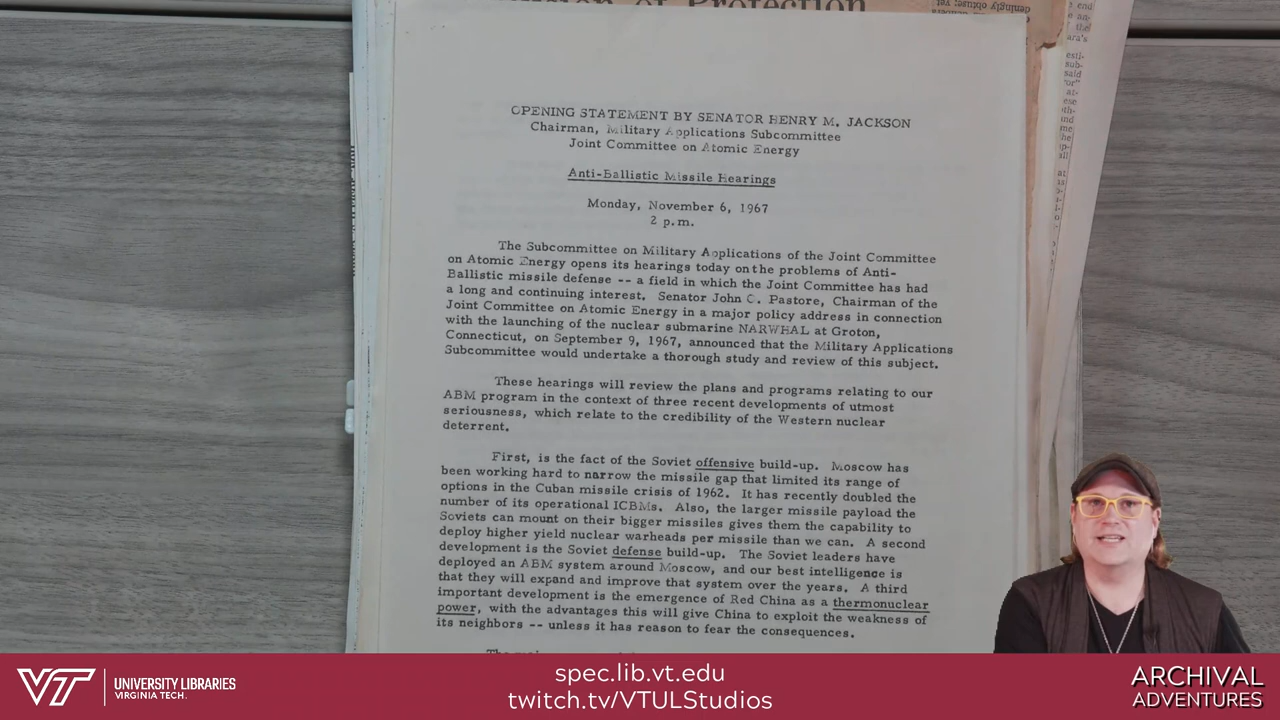 OPENING STATEMENT BY SENATOR HENRY M. JACKSON
Chairman, Military Applications Subcommittee
Joint Committee on Atomic Energy
Anti-Ballistic Missile Hearings
Monday, November 6, 1967
2 p.m.
The Subcommittee on Military Applications of the Joint Committee
on Atomic Energy opens its hearings today on the problems of Anti-
Ballistic missile defense -- a field in which the Joint Committee has had
a long and continuing interest. Senator John C. Pastore, Chairman of the
Joint Committee on Atomic Energy in a major policy address in connection
with the launching of the nuclear submarine NARWHAL at Groton,
Connecticut, on September 9, 1967, announced that the Military Applications
Subcommittee would undertake a thorough study and review of this subject.
These hearings will review the plans and programs relating to our
ABM program in the context of three recent developments of utmost
seriousness, which relate to the credibility of the Western nuclear
deterrent.
First, is the fact of the Soviet offensive build-up. Moscow has
been working hard to narrow the missile gap that limited its range of
options in the Cuban missile crisis of 1962. It has recently doubled the
number of its operational ICBMs. Also, the larger missile payload the
Soviets can mount on their bigger missiles gives them the capability to
deploy higher yield nuclear warheads per missile than we can. A second
development is the Soviet defense build-up. The Soviet leaders have
deployed an ABM system around Moscow, and our best intelligence is
that they will expand and improve that system over the years. A third
important development is the emergence of Red China as a thermonuclear
power, with the advantages this will give China to exploit the weakness of
its neighbors -- unless it has reason to fear the consequences.
of Protection
VT UNIVERSITY LIBRARIES
VIRGINIA TECH.
spec.lib.vt.edu
twitch.tv/VTULStudios
ARCHIVAL
ADVENTURES